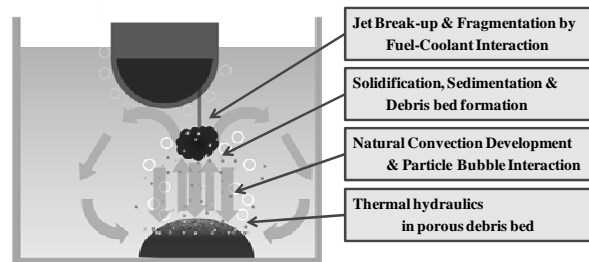 Jet Break-up & Fragmentation by
Fuel-Coolant Interaction
Solidification, Sedimentation &
Debris bed formation
Natural Convection Development
& Particle Bubble Interaction
Thermal hydraulics
in porous debris bed